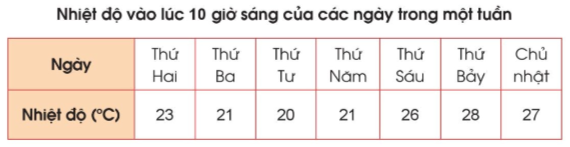 Nhiệt độ vào lúc 10 giờ sáng của các ngày trong một tuần
Ngày Thứ Hai Thứ Ba Thứ Tư Thứ Năm Thứ Sáu Thứ Bảy Chủ nhật
Nhiệt độ (°C) 23 21 20 21 26 28 27